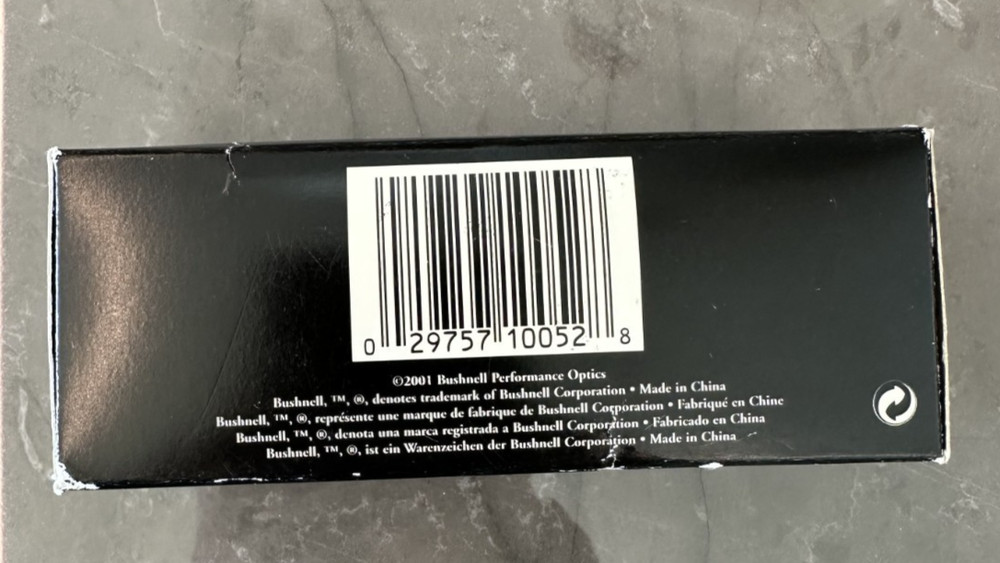 0 29757 10052 8
©2001 Bushnell Performance Optics
Bushnell, ™, ®, denotes trademark of Bushnell Corporation • Made in China
Bushnell, ™, ®, représente une marque de fabrique de Bushnell Corporation • Fabriqué en Chine
Bushnell, ™, ®, denota una marca registrada a Bushnell Corporation • Fabricado en China
Bushnell, ™, ®, ist ein Warenzeichen der Bushnell Corporation • Made in China